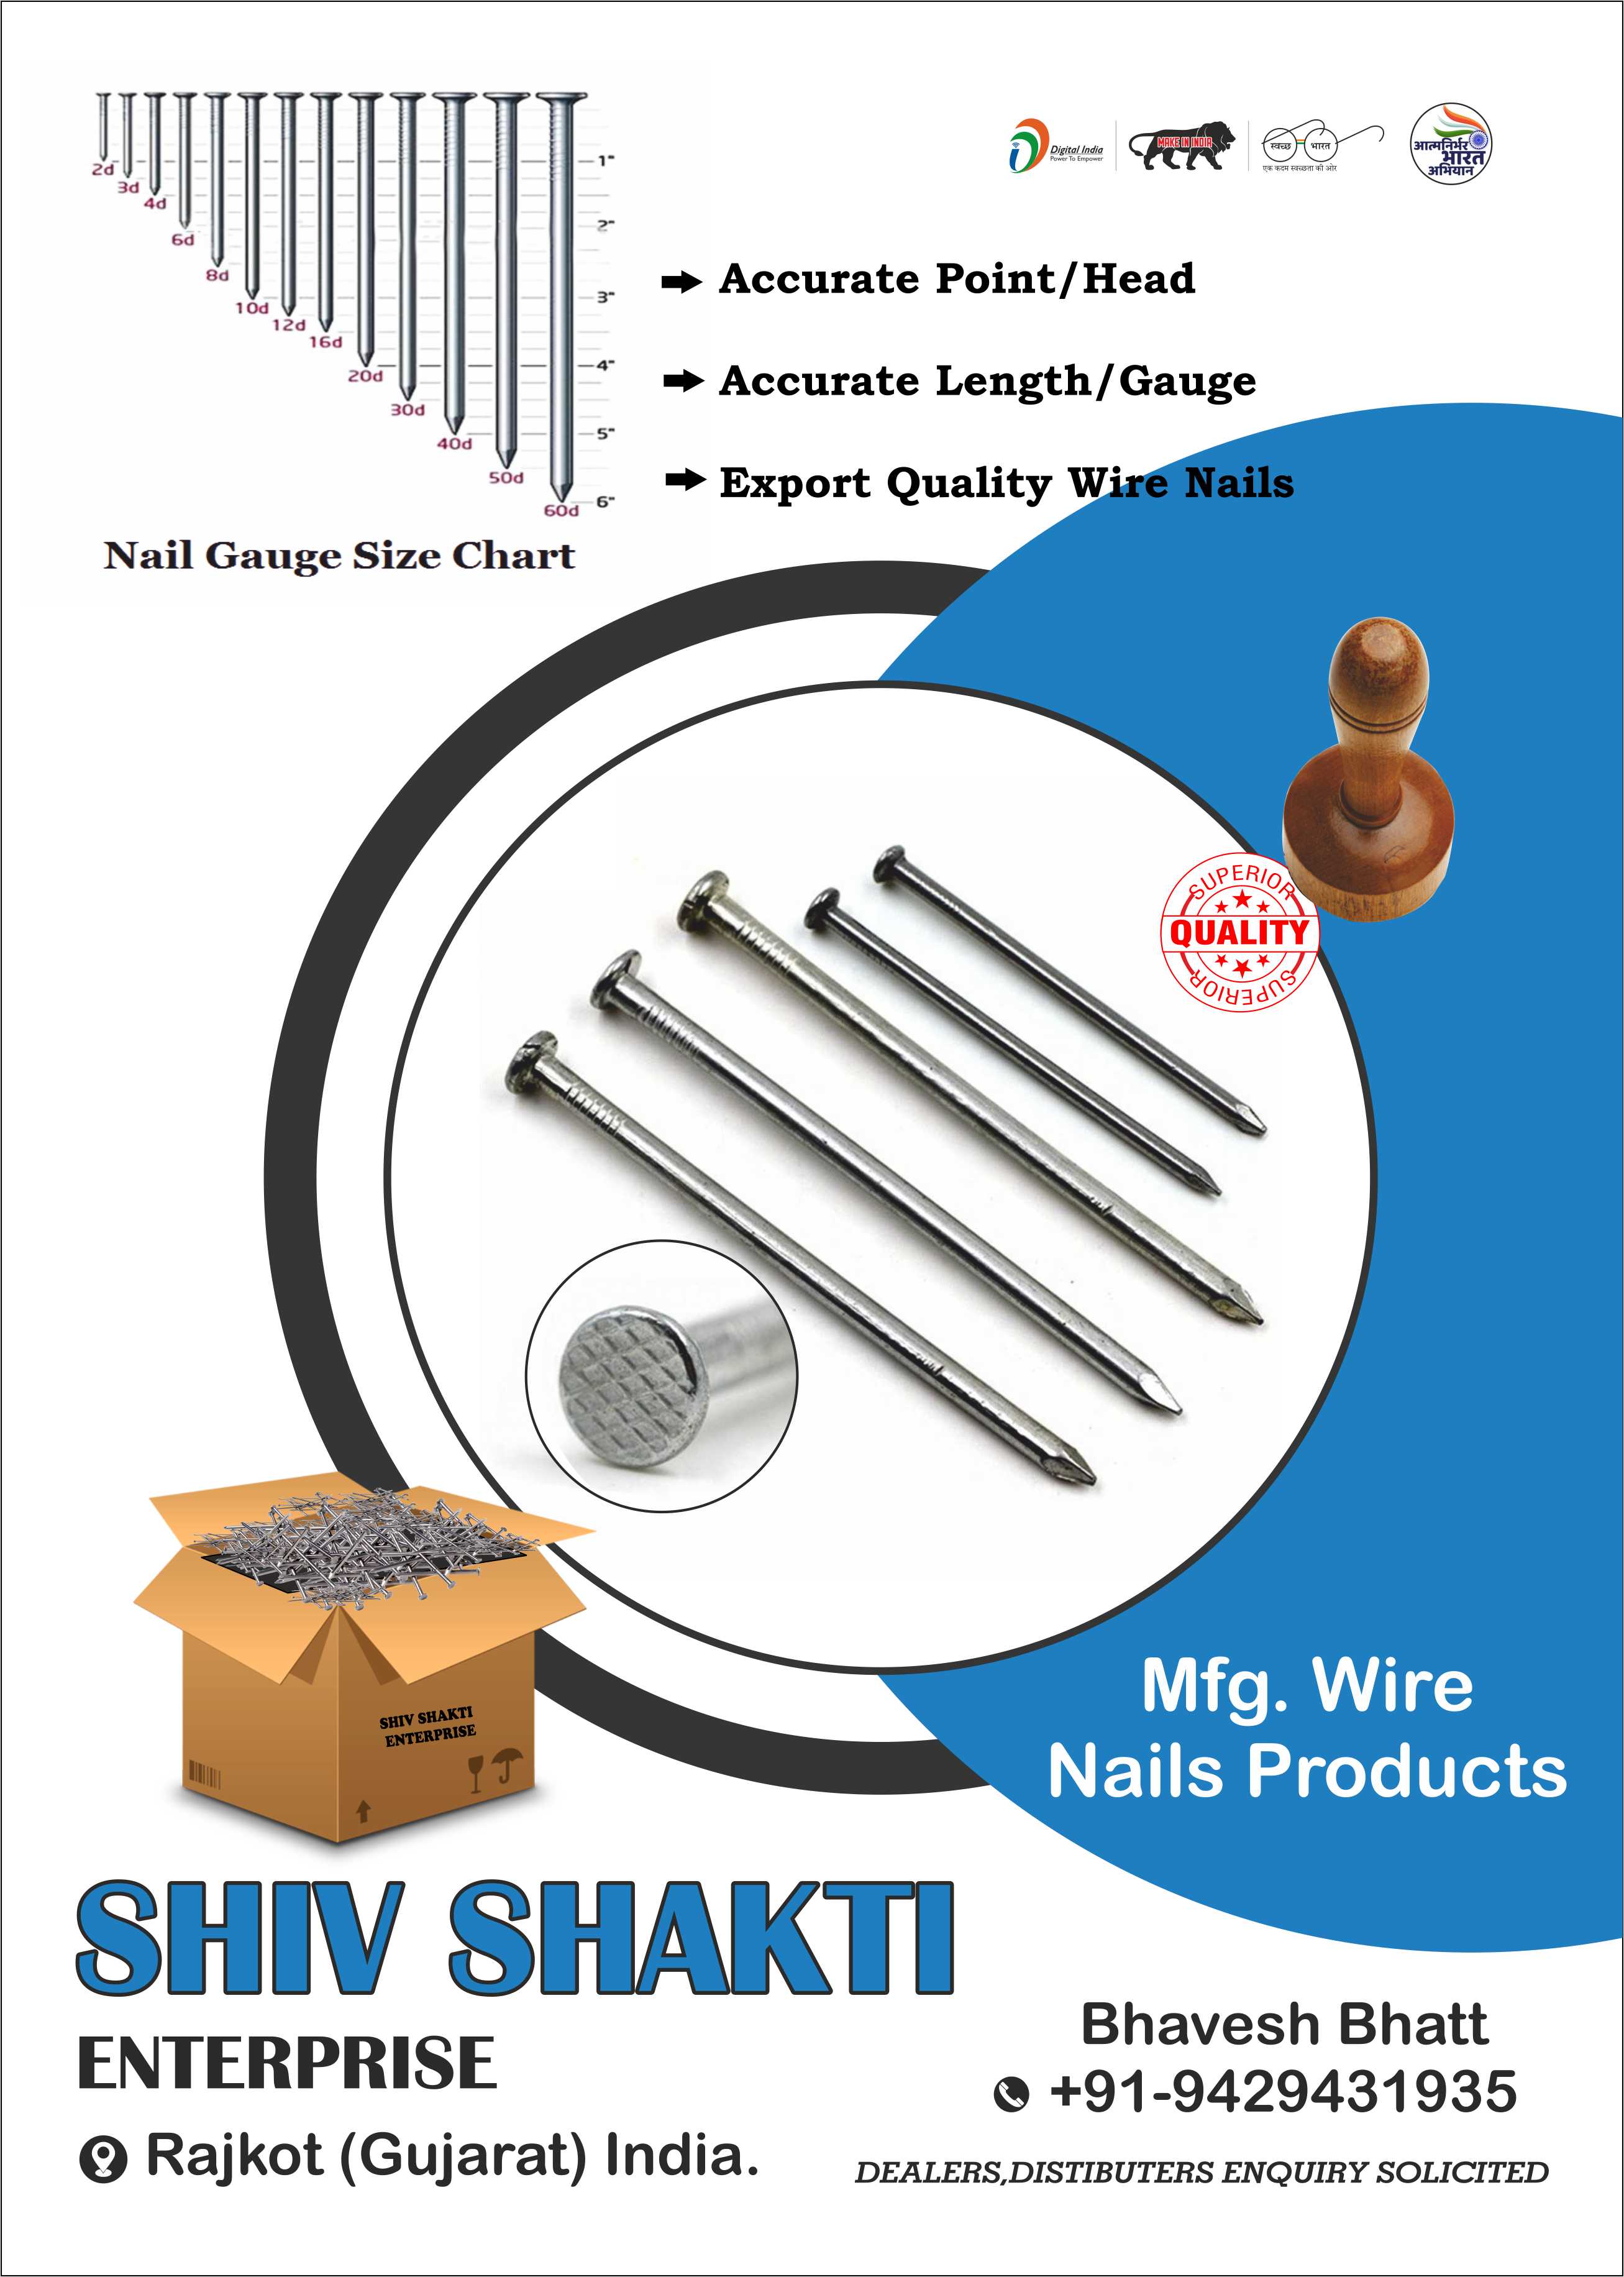 1"
2"
3"
4"
5"
6"
2d
3d
4d
6d
8d
10d
12d
16d
20d
30d
40d
50d
60d
Nail Gauge Size Chart
Digital India
Power To Empower
MAKE IN INDIA
स्वच्छ भारत
एक कदम स्वच्छता की ओर
आत्मनिर्भर
भारत
अभियान
Accurate Point/Head
Accurate Length/Gauge
Export Quality Wire Nails
SUPERIOR
QUALITY
SUPERIOR
SHIV SHAKTI
ENTERPRISE
Mfg. Wire
Nails Products
SHIV SHAKTI
ENTERPRISE
Rajkot (Gujarat) India.
Bhavesh Bhatt
+91-9429431935
DEALERS,DISTIBUTERS ENQUIRY SOLICITED